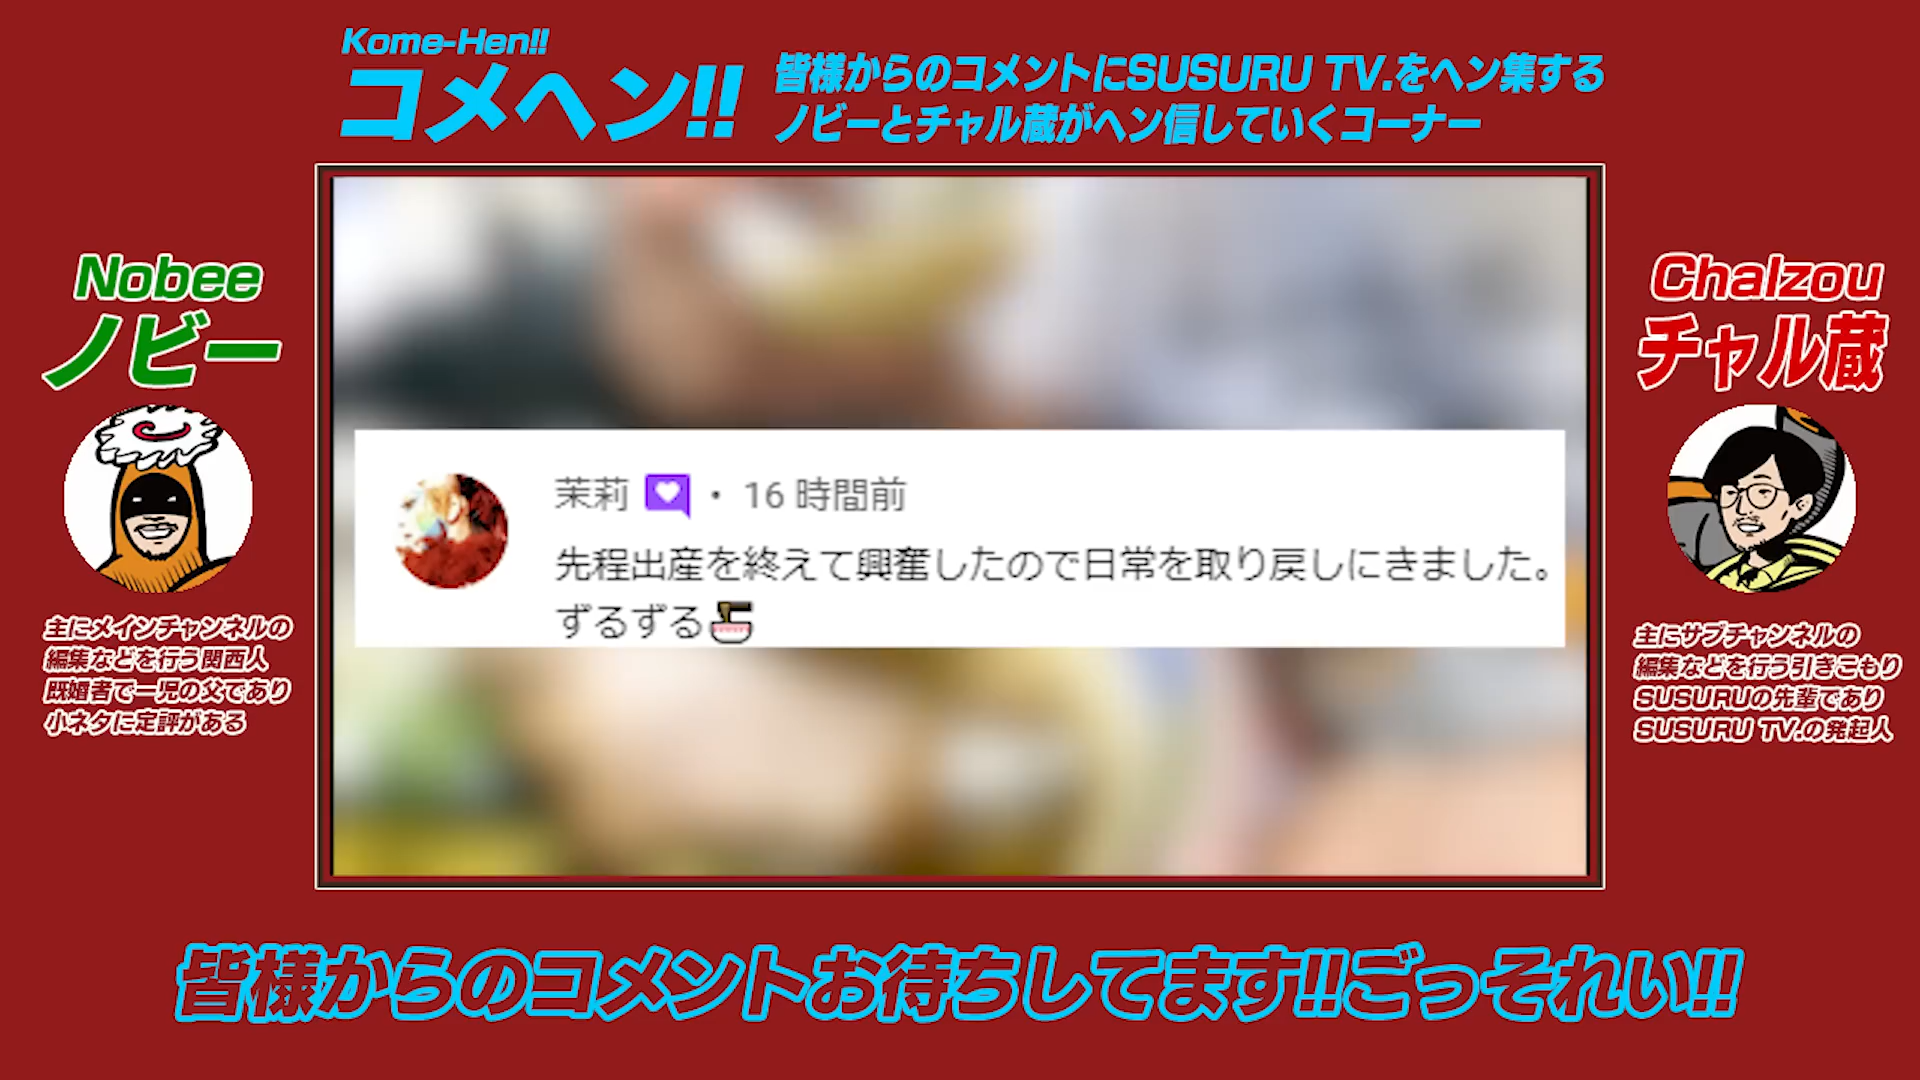 Kome-Hen!!
コメヘン!!
皆様からのコメントにSUSURU TV.をヘン集する
ノビーとチャル蔵がヘン信していくコーナー
Nobee
ノビー
主にメインチャンネルの
編集などを行う関西人
既婚者で一児の父であり
小ネタに定評がある
茉莉 • 16 時間前
先程出産を終えて興奮したので日常を取り戻しにきました。
ずるずる🍜
Chalzou
チャル蔵
主にサブチャンネルの
編集などを行う引きこもり
SUSURUの先輩であり
SUSURU TV.の発起人
皆様からのコメントお待ちしてます!!ごっそれい!!